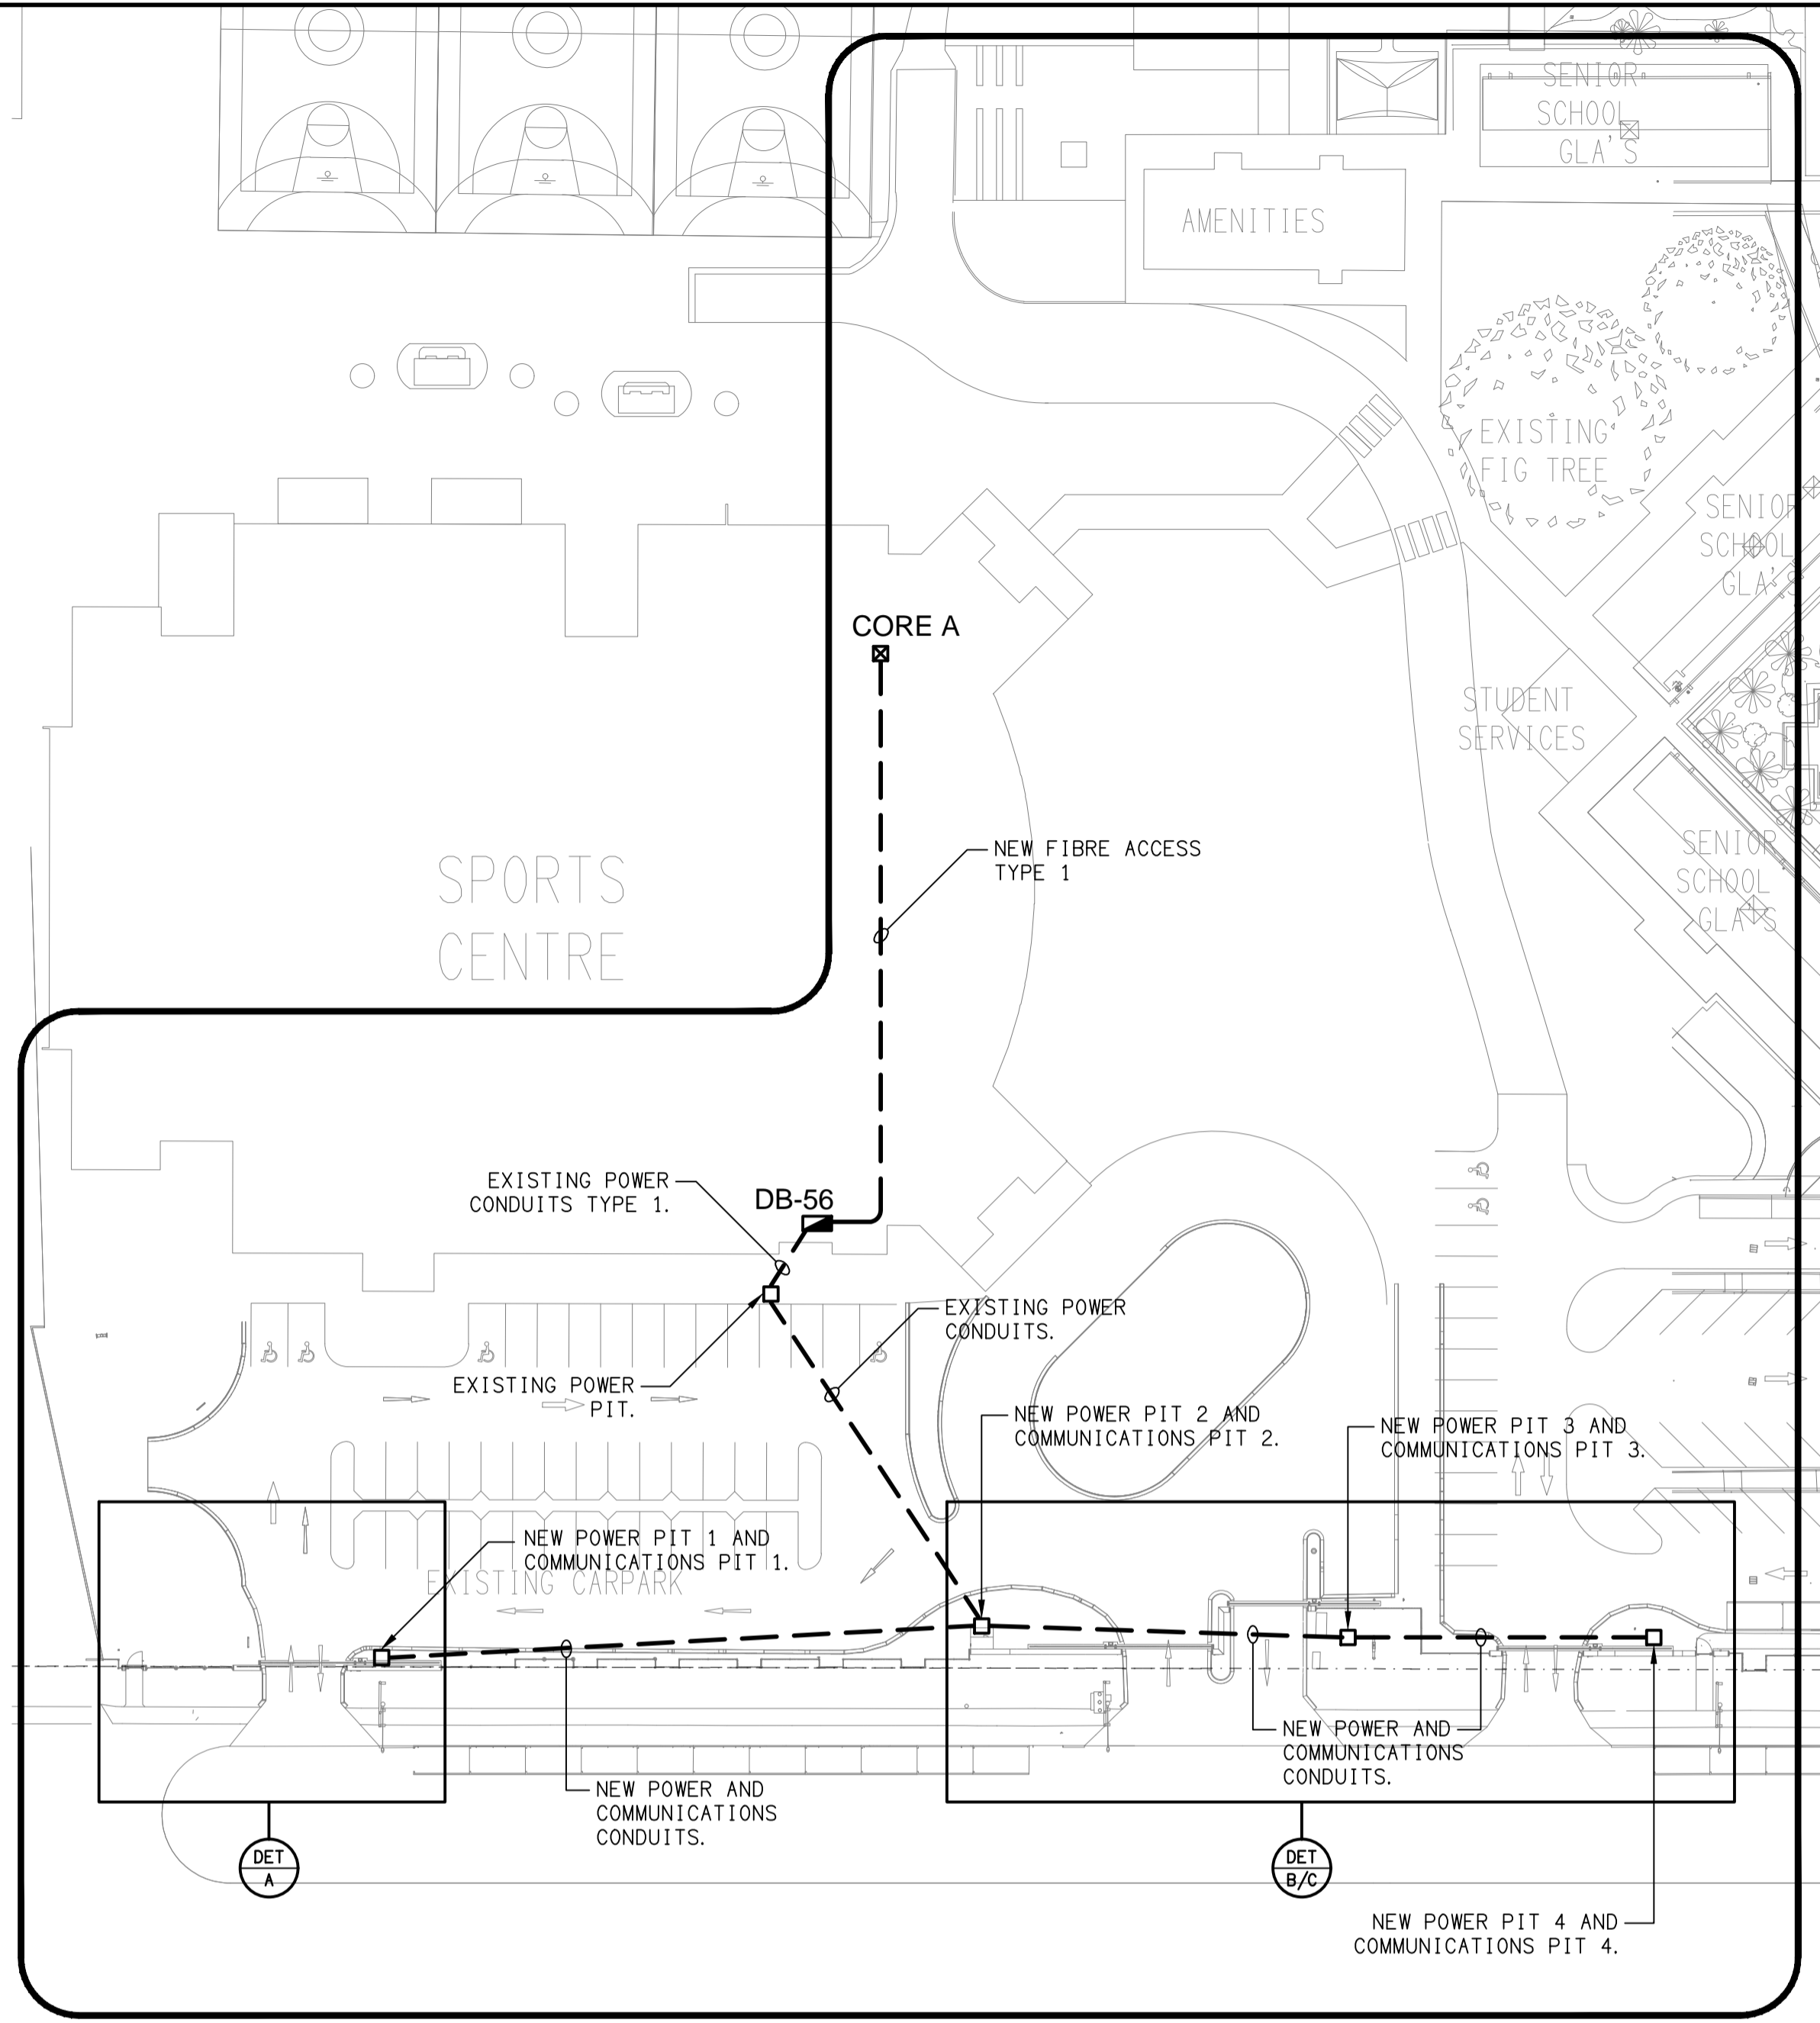 SENIOR
SCHOOL
GLA'S
AMENITIES
EXISTING
FIG TREE
SENIOR
SCHOOL
GLA'S
CORE A
STUDENT
SERVICES
NEW FIBRE ACCESS
TYPE 1
SENIOR
SCHOOL
GLA'S
SPORTS
CENTRE
EXISTING POWER
CONDUITS TYPE 1.
DB-56
EXISTING POWER
CONDUITS.
EXISTING POWER
PIT.
NEW POWER PIT 2 AND
COMMUNICATIONS PIT 2.
NEW POWER PIT 3 AND
COMMUNICATIONS PIT 3.
NEW POWER PIT 1 AND
COMMUNICATIONS PIT 1.
EXISTING CARPARK
NEW POWER AND
COMMUNICATIONS
CONDUITS.
NEW POWER AND
COMMUNICATIONS
CONDUITS.
DET
A
DET
B/C
NEW POWER PIT 4 AND
COMMUNICATIONS PIT 4.